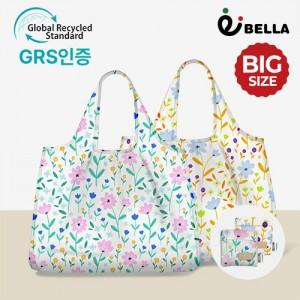 Global Recycled
Standard
GRS인증
BELLA
BIG
SIZE